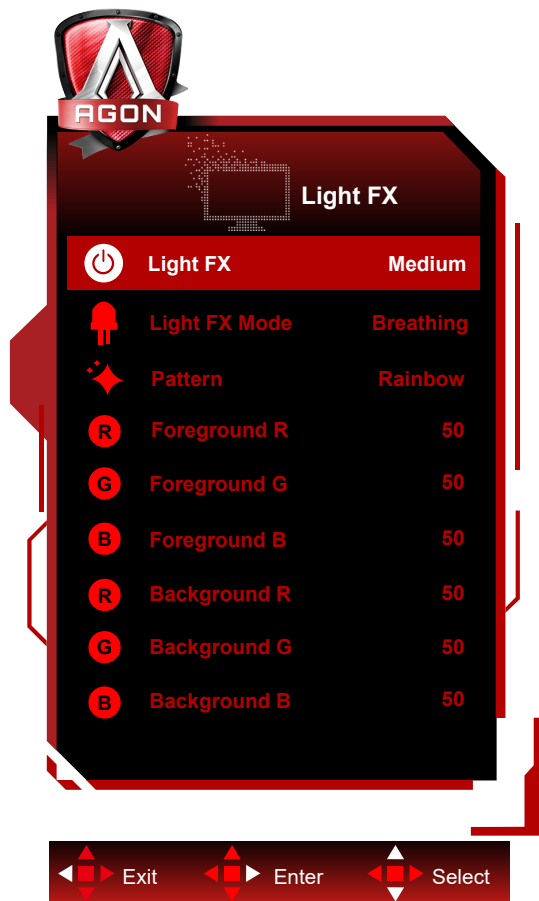 AGON
Light FX
Light FX Medium
Light FX Mode Breathing
Pattern Rainbow
R Foreground R 50
G Foreground G 50
B Foreground B 50
R Background R 50
G Background G 50
B Background B 50
Exit Enter Select